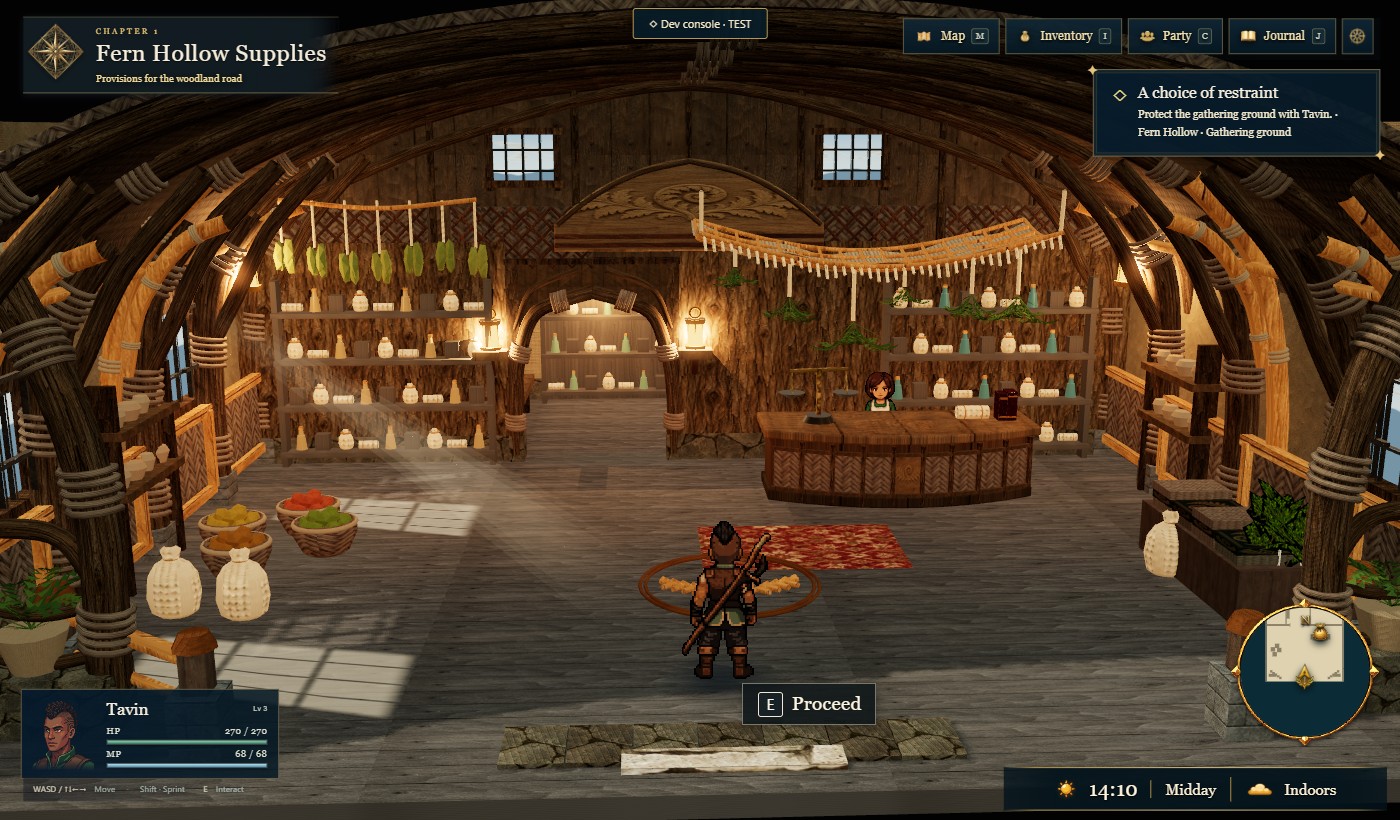 CHAPTER 1
Fern Hollow Supplies
Provisions for the woodland road
Dev console · TEST
Map M
Inventory I
Party C
Journal J
A choice of restraint
Protect the gathering ground with Tavin. ·
Fern Hollow · Gathering ground
N
E Proceed
Tavin Lv 3
HP 270 / 270
MP 68 / 68
WASD / ↑↓←→ Move Shift · Sprint E Interact
14:10 Midday Indoors